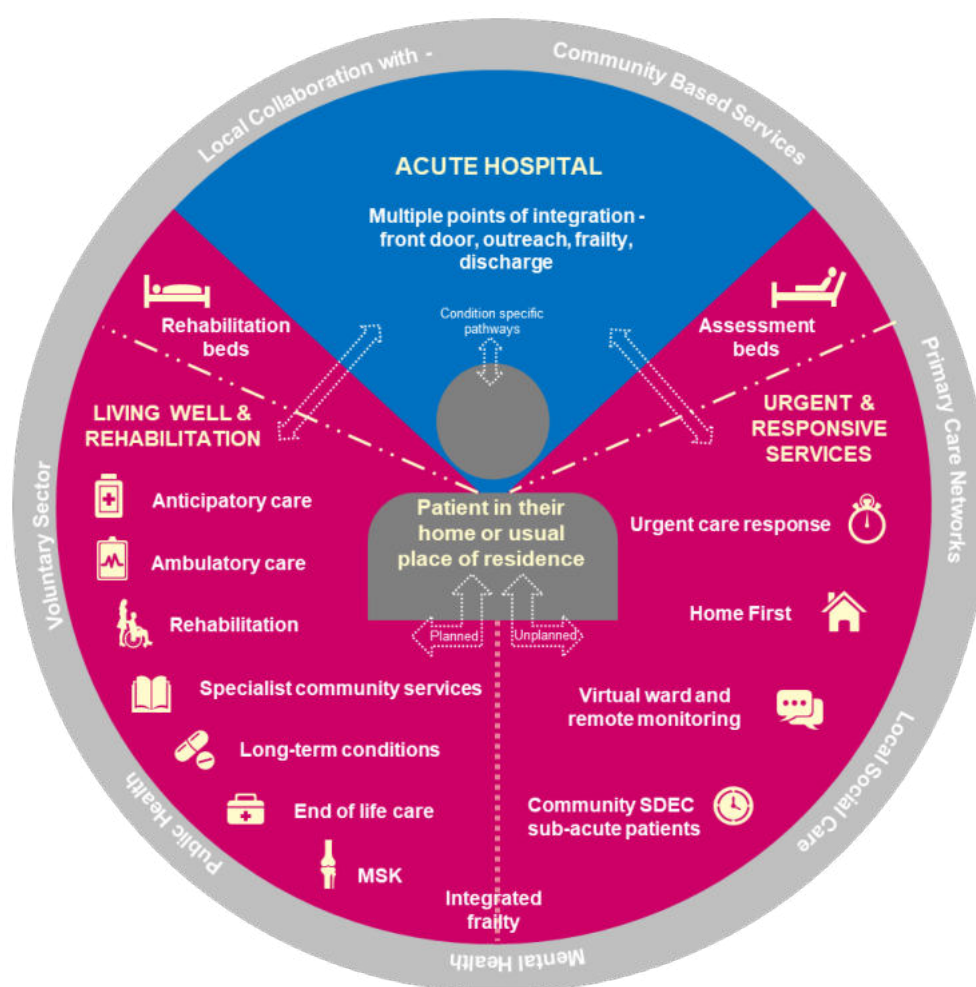 Local Collaboration with -
Community Based Services
ACUTE HOSPITAL
Multiple points of integration -
front door, outreach, frailty,
discharge
Condition specific
pathways
Rehabilitation
beds
Assessment
beds
LIVING WELL &
REHABILITATION
URGENT &
RESPONSIVE
SERVICES
Patient in their
home or usual
place of residence
Planned
Unplanned
Anticipatory care
Ambulatory care
Rehabilitation
Specialist community services
Long-term conditions
End of life care
MSK
Urgent care response
Home First
Virtual ward and
remote monitoring
Community SDEC
sub-acute patients
Integrated
frailty
Primary Care Networks
Local Social Care
Mental Health
Public Health
Voluntary Sector